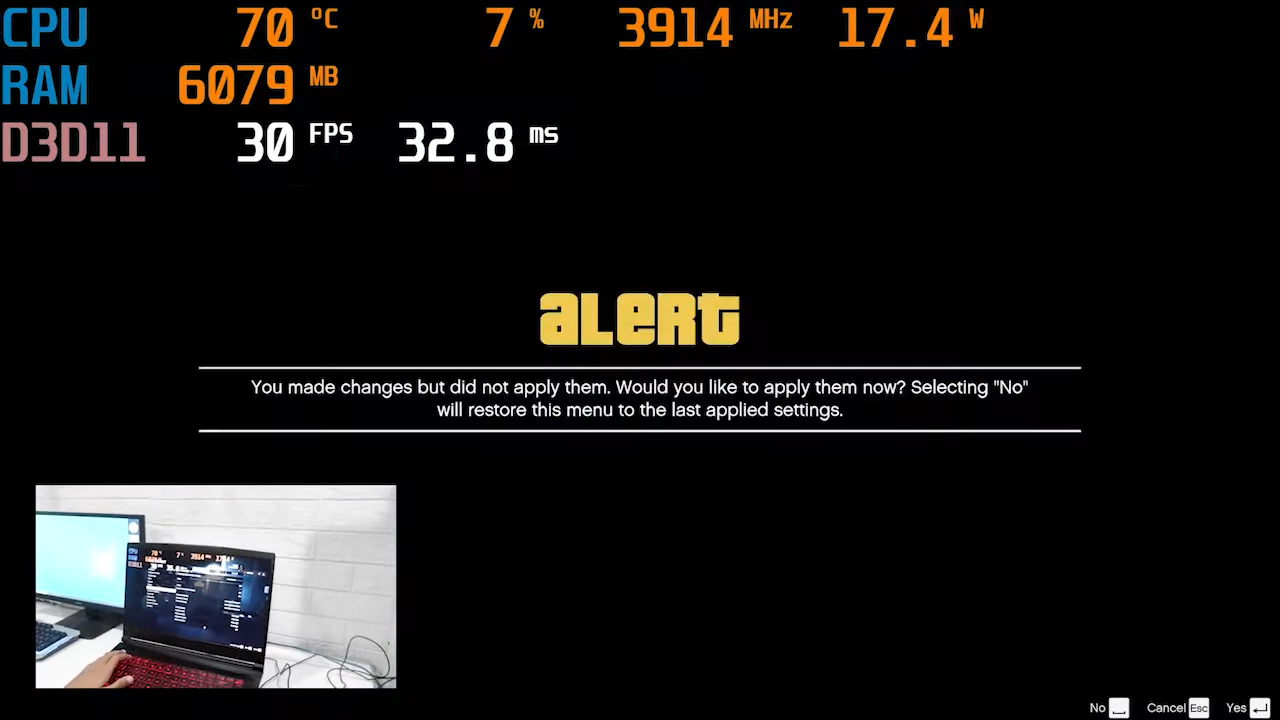 CPU 70 °C 7 % 3914 MHz 17.4 W
RAM 6079 MB
D3D11 30 FPS 32.8 ms
aLeRt
You made changes but did not apply them. Would you like to apply them now? Selecting "No"
will restore this menu to the last applied settings.
No Cancel Esc Yes